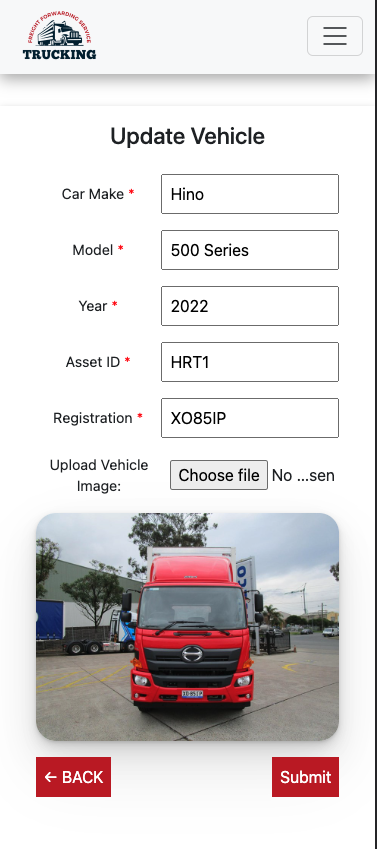 FREIGHT FORWARDING SERVICE
TRUCKING
Update Vehicle
Car Make *
Hino
Model *
500 Series
Year *
2022
Asset ID *
HRT1
Registration *
XO85IP
Upload Vehicle
Image:
Choose file No ...sen
← BACK
Submit